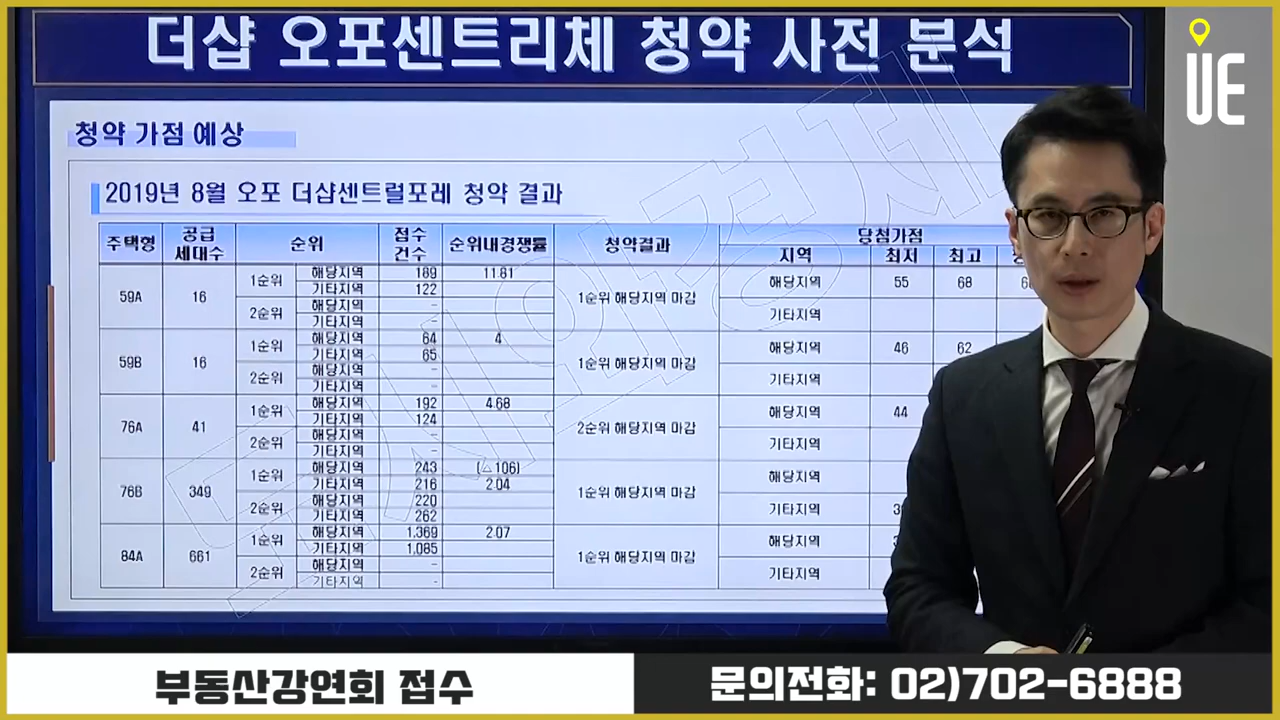 더샵 오포센트리체 청약 사전 분석
UE
청약 가점 예상
2019년 8월 오포 더샵센트럴포레 청약 결과
주택형 공급 세대수 순위 접수 건수 순위내경쟁률 청약결과 당첨가점
지역 최저 최고
59A 16 1순위 해당지역 189 11.81 1순위 해당지역 마감 해당지역 55 68
기타지역 122
2순위 해당지역 - 기타지역
기타지역 -
59B 16 1순위 해당지역 64 4 1순위 해당지역 마감 해당지역 46 62
기타지역 65
2순위 해당지역 - 기타지역
기타지역 -
76A 41 1순위 해당지역 192 4.68 2순위 해당지역 마감 해당지역 44
기타지역 124
2순위 해당지역 - 기타지역
기타지역 -
76B 349 1순위 해당지역 243 (△106) 1순위 해당지역 마감 해당지역
기타지역 216 2.04
2순위 해당지역 220 기타지역
기타지역 262
84A 661 1순위 해당지역 1,369 2.07 1순위 해당지역 마감 해당지역
기타지역 1,085
2순위 해당지역 - 기타지역
기타지역 -
부동산강연회 접수
문의전화: 02)702-6888